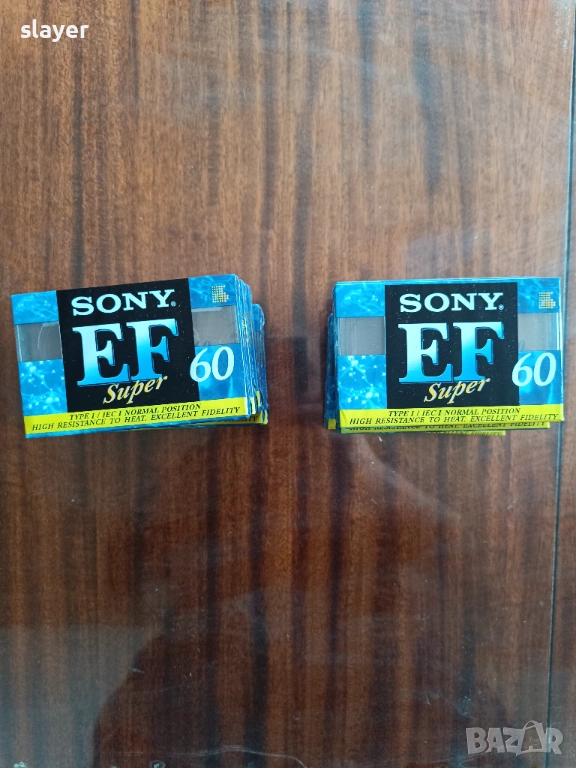 slayer
SONY.
EF
Super
60
TYPE I / IEC I NORMAL POSITION
HIGH RESISTANCE TO HEAT. EXCELLENT FIDELITY
SONY.
EF
Super
60
TYPE I / IEC I NORMAL POSITION
HIGH RESISTANCE TO HEAT. EXCELLENT FIDELITY
BAZAR